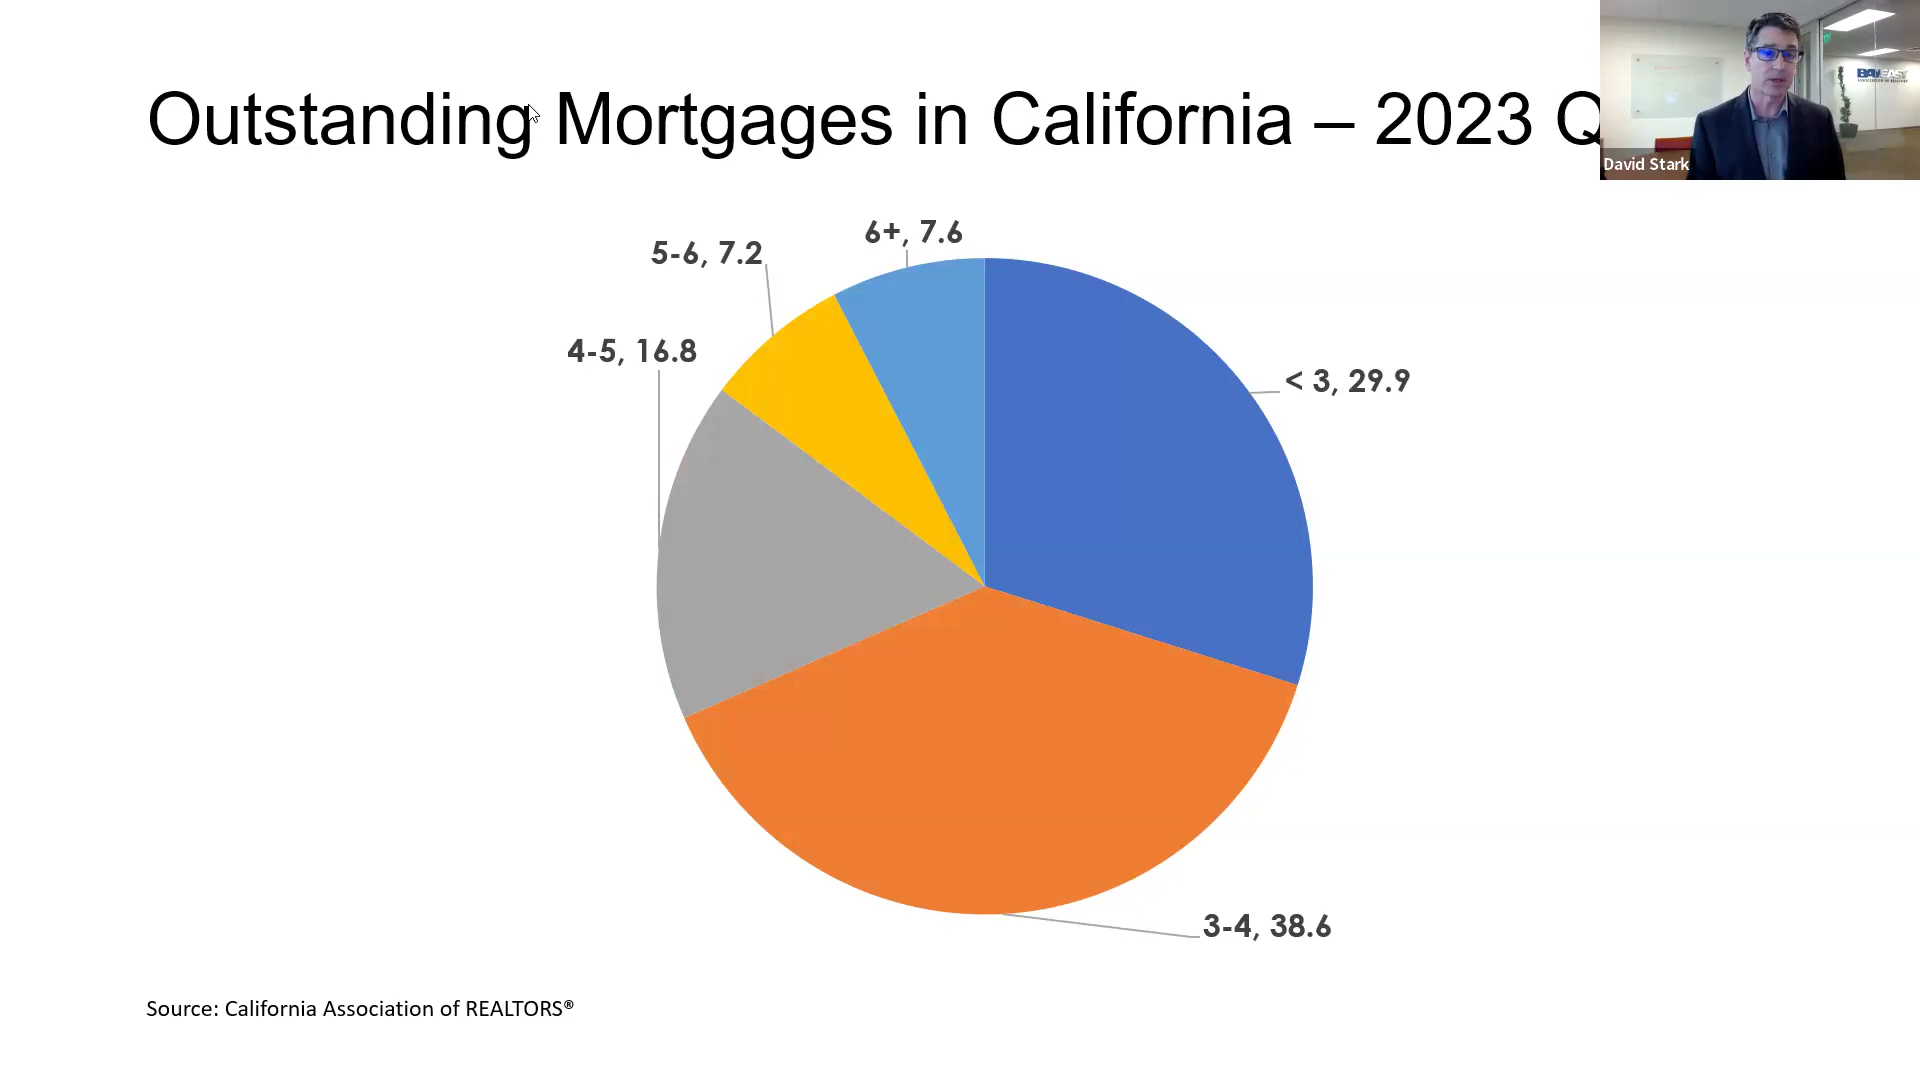 Outstanding Mortgages in California – 2023 Q
BAYEAST
David Stark
6+, 7.6
5-6, 7.2
4-5, 16.8
< 3, 29.9
3-4, 38.6
Source: California Association of REALTORS®